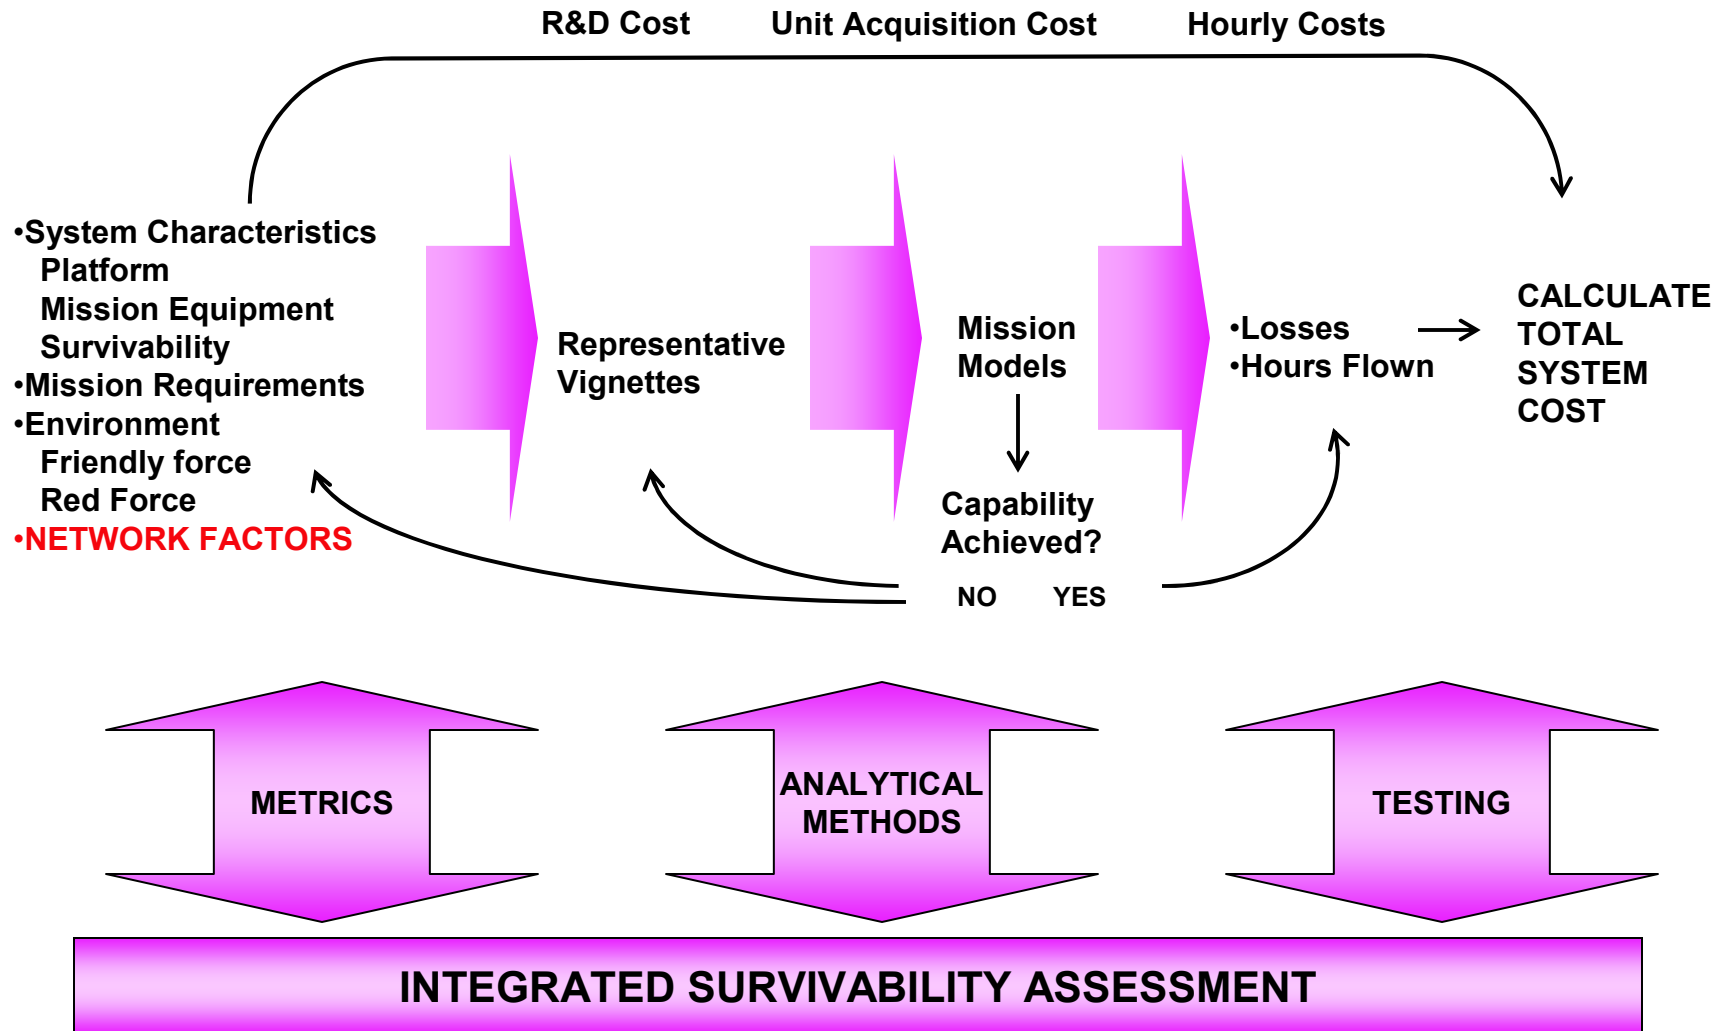 R&D Cost
Unit Acquisition Cost
Hourly Costs
•System Characteristics
Platform
Mission Equipment
Survivability
•Mission Requirements
•Environment
Friendly force
Red Force
•NETWORK FACTORS
Representative
Vignettes
Mission
Models
Capability
Achieved?
NO
YES
•Losses
•Hours Flown
CALCULATE
TOTAL
SYSTEM
COST
METRICS
ANALYTICAL
METHODS
TESTING
INTEGRATED SURVIVABILITY ASSESSMENT